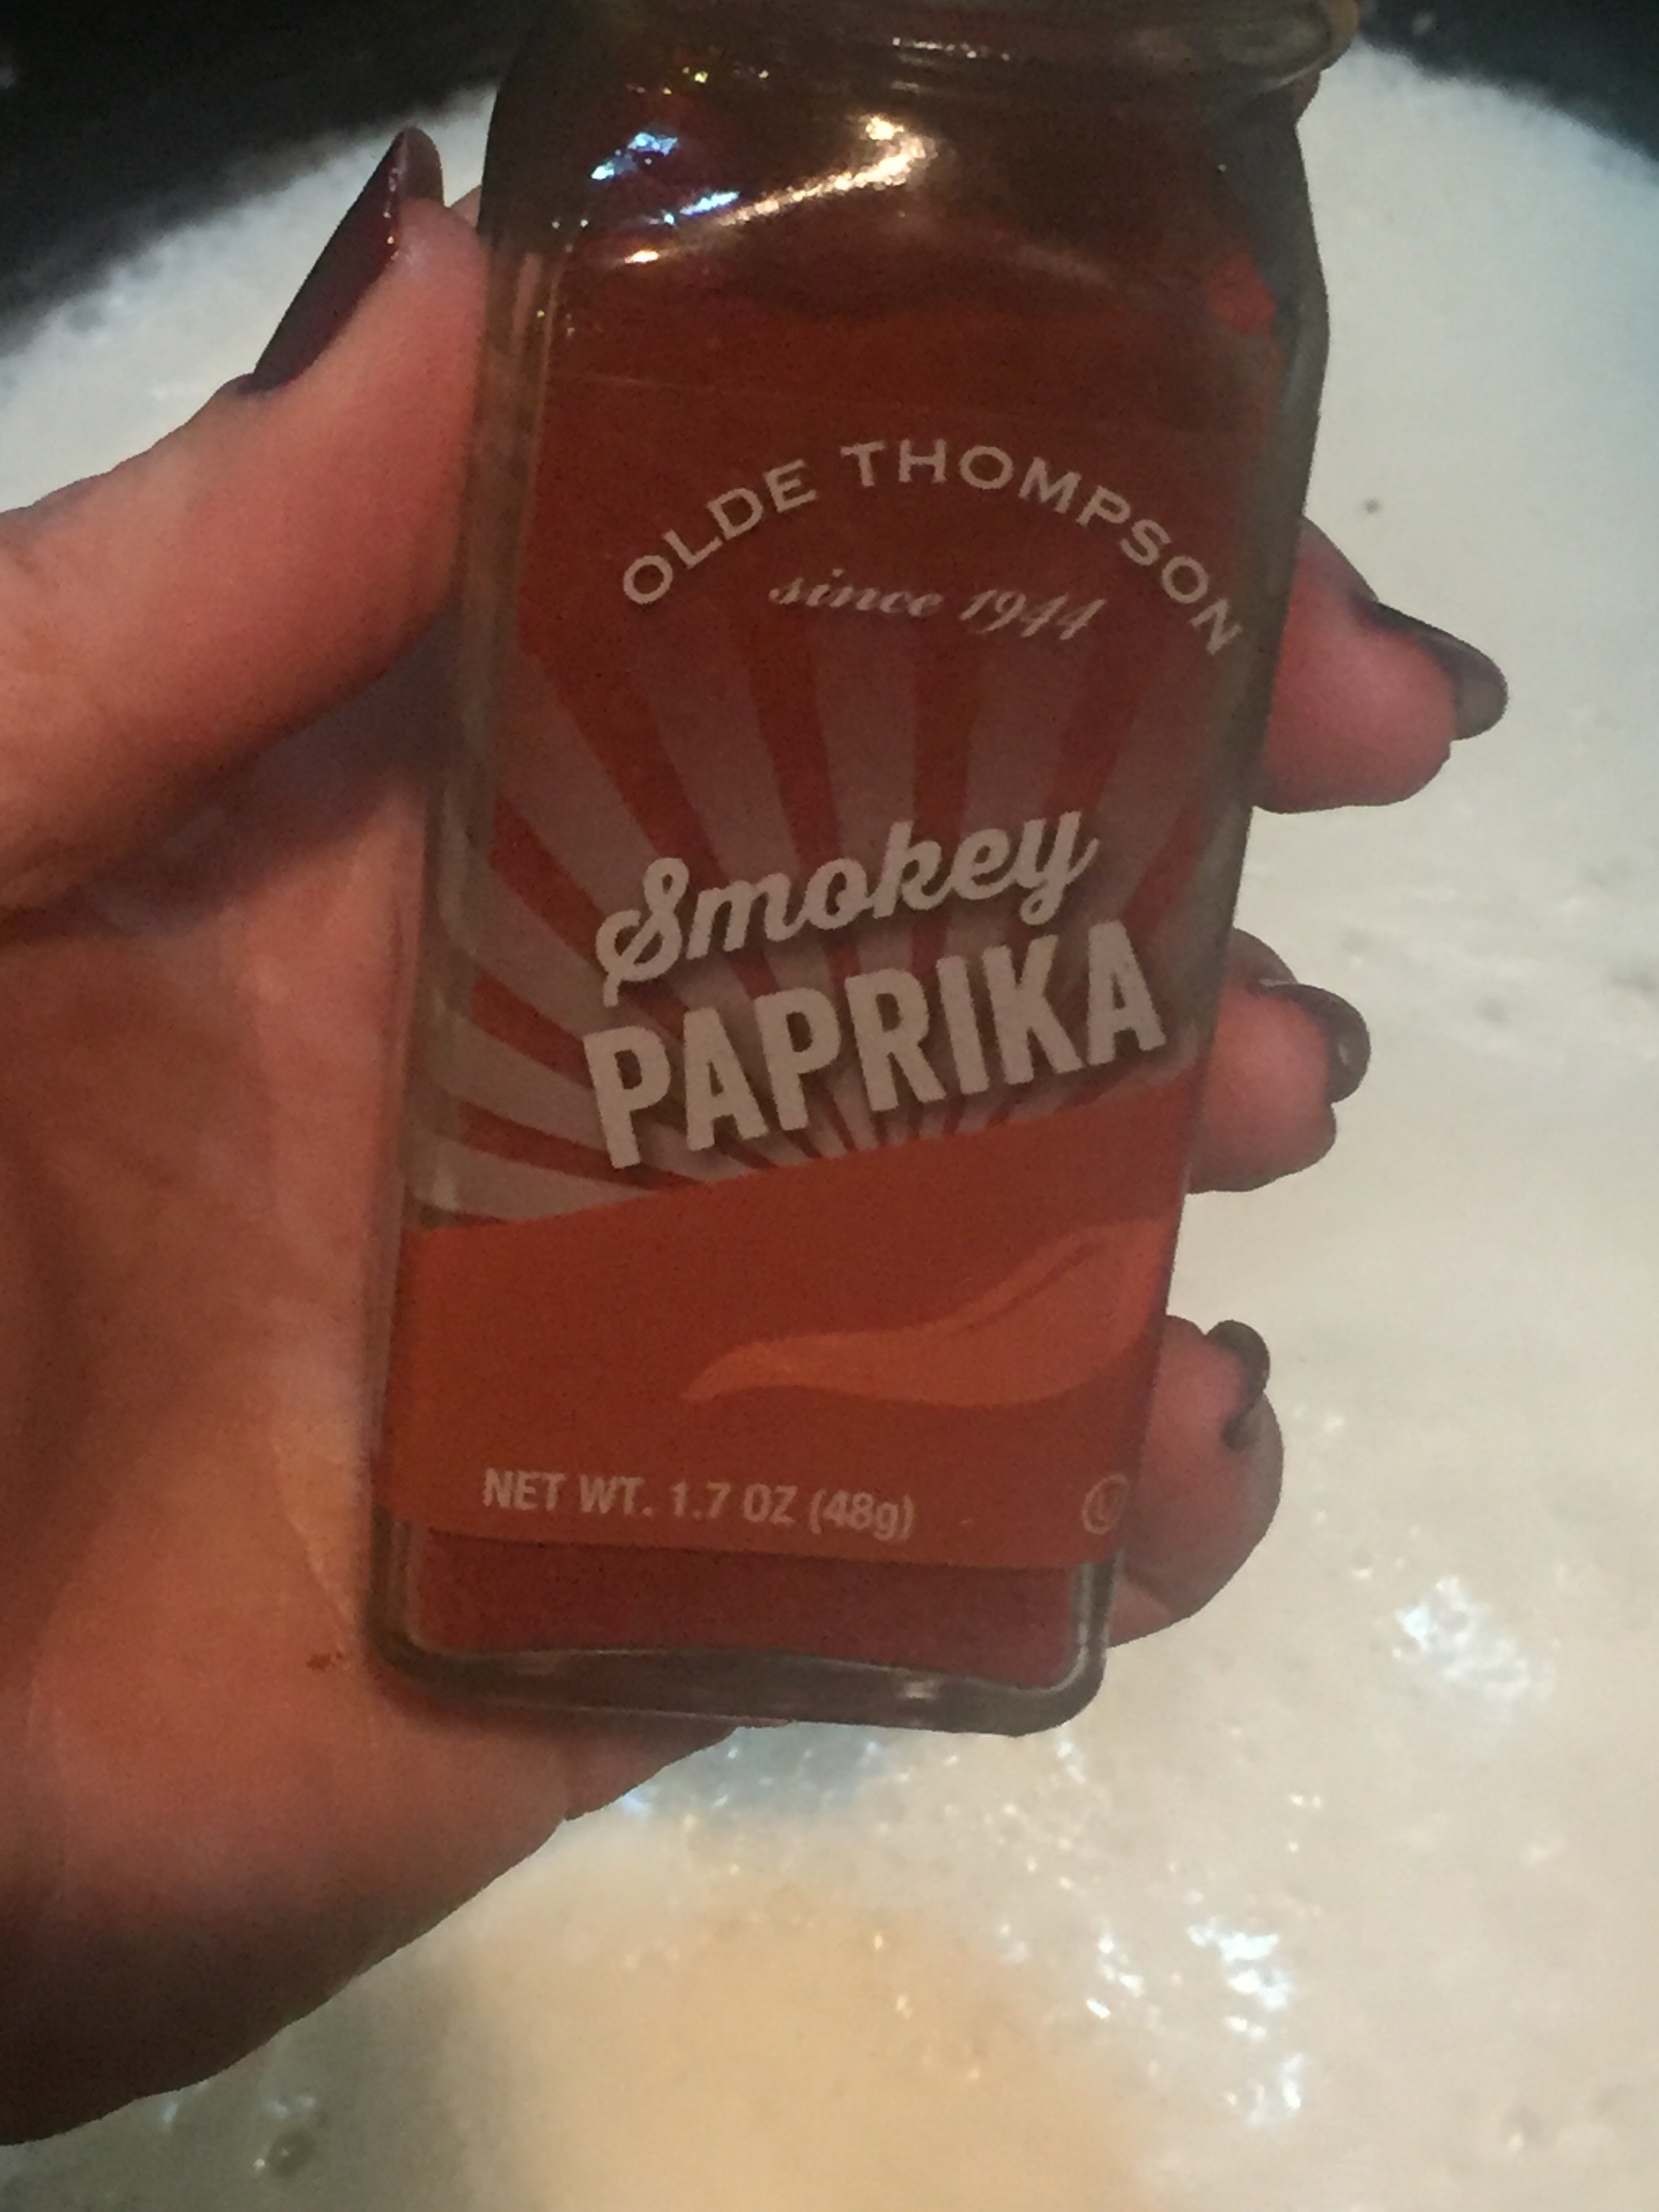 OLDE THOMPSON
since 1944
Smokey
PAPRIKA
NET WT. 1.7 OZ (48g)
U